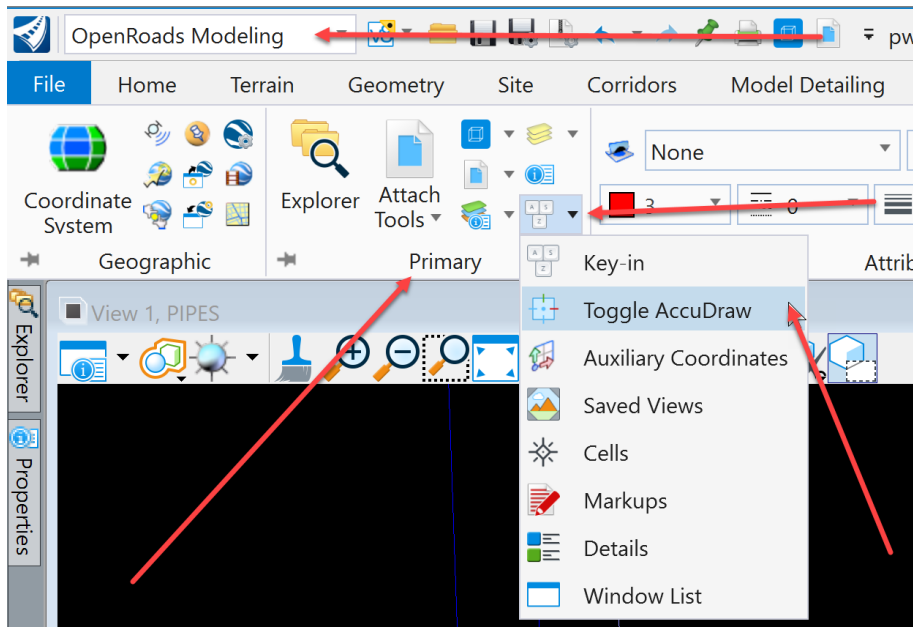 OpenRoads Modeling
pw
File Home Terrain Geometry Site Corridors Model Detailing
None
Coordinate System
Explorer
Attach Tools
3
0
Geographic
Primary
Attrib
Key-in
View 1, PIPES
Toggle AccuDraw
Auxiliary Coordinates
Saved Views
Cells
Markups
Details
Window List
Explorer
Properties